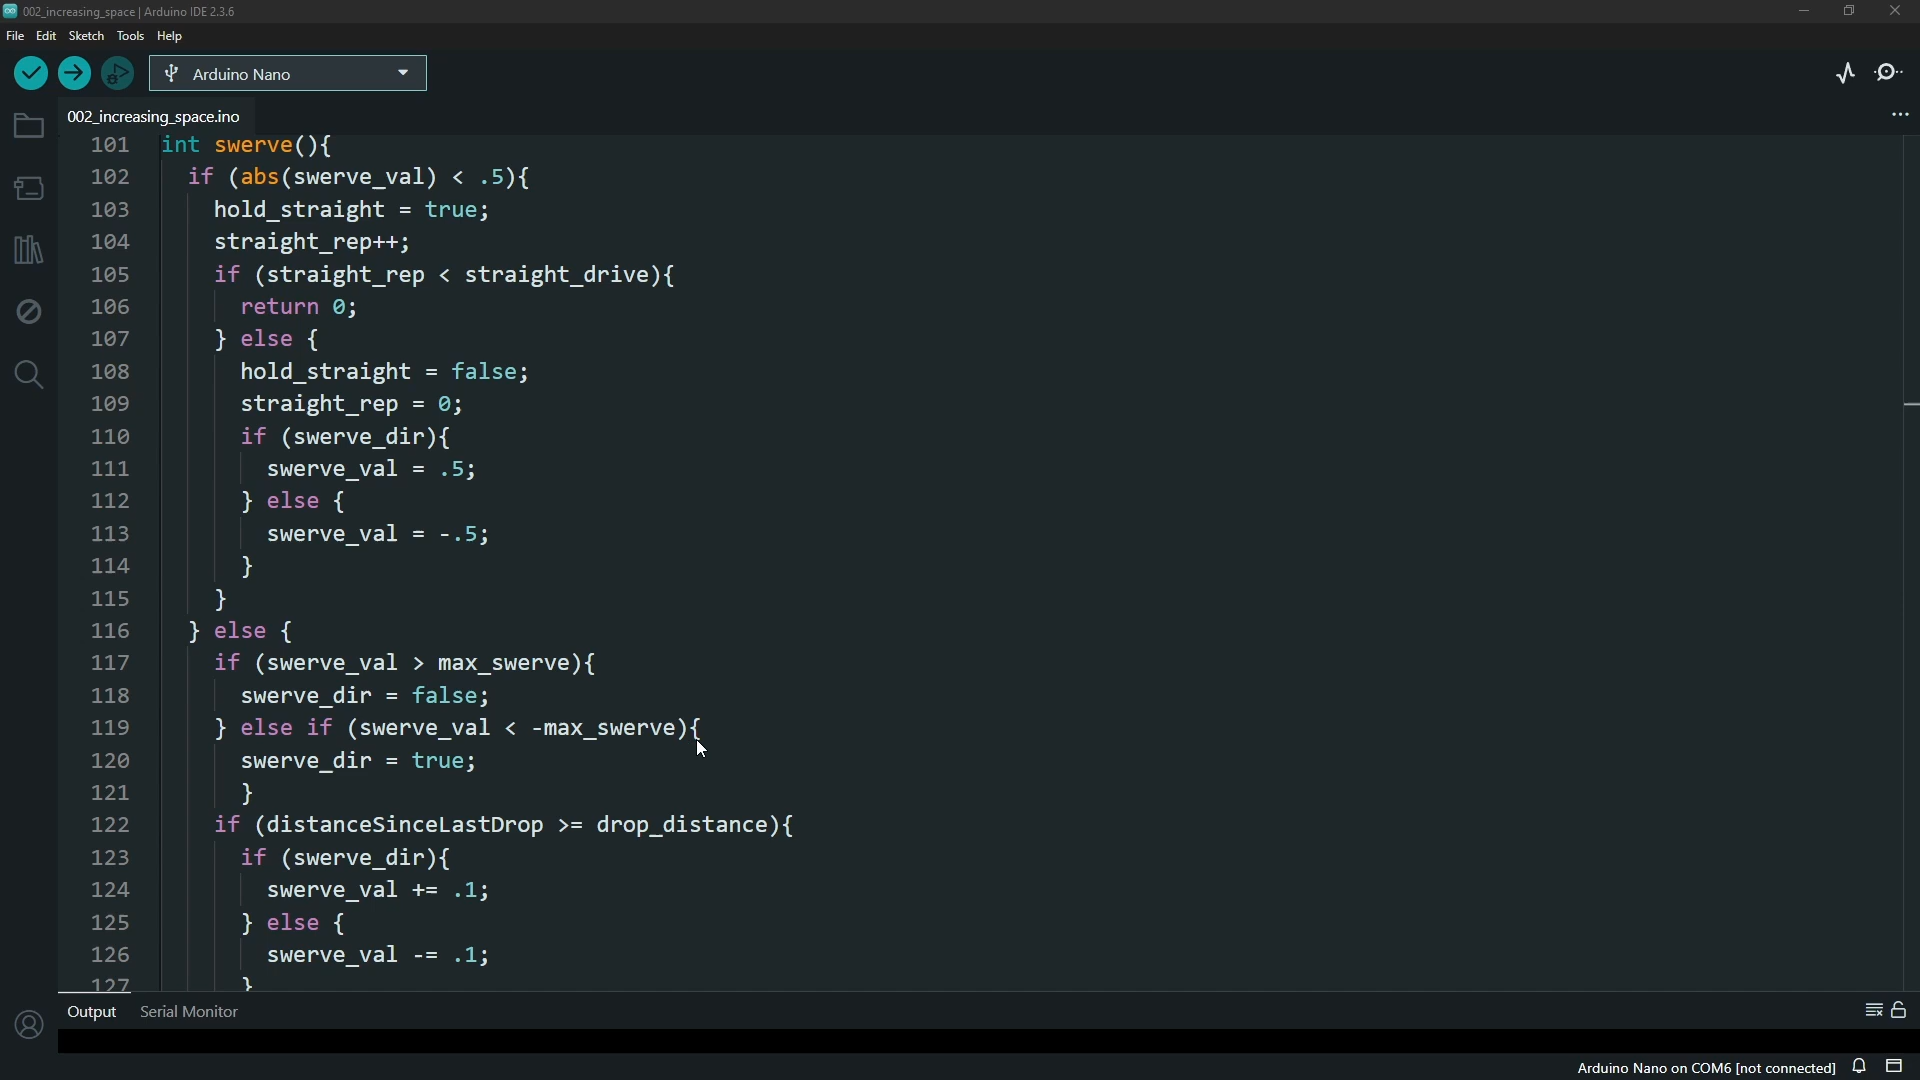 002_increasing_space | Arduino IDE 2.3.6
File Edit Sketch Tools Help
Arduino Nano
002_increasing_space.ino
101 int swerve(){
102 if (abs(swerve_val) < .5){
103 hold_straight = true;
104 straight_rep++;
105 if (straight_rep < straight_drive){
106 return 0;
107 } else {
108 hold_straight = false;
109 straight_rep = 0;
110 if (swerve_dir){
111 swerve_val = .5;
112 } else {
113 swerve_val = -.5;
114 }
115 }
116 } else {
117 if (swerve_val > max_swerve){
118 swerve_dir = false;
119 } else if (swerve_val < -max_swerve){
120 swerve_dir = true;
121 }
122 if (distanceSinceLastDrop >= drop_distance){
123 if (swerve_dir){
124 swerve_val += .1;
125 } else {
126 swerve_val -= .1;
127 }
Output Serial Monitor
Arduino Nano on COM6 [not connected]